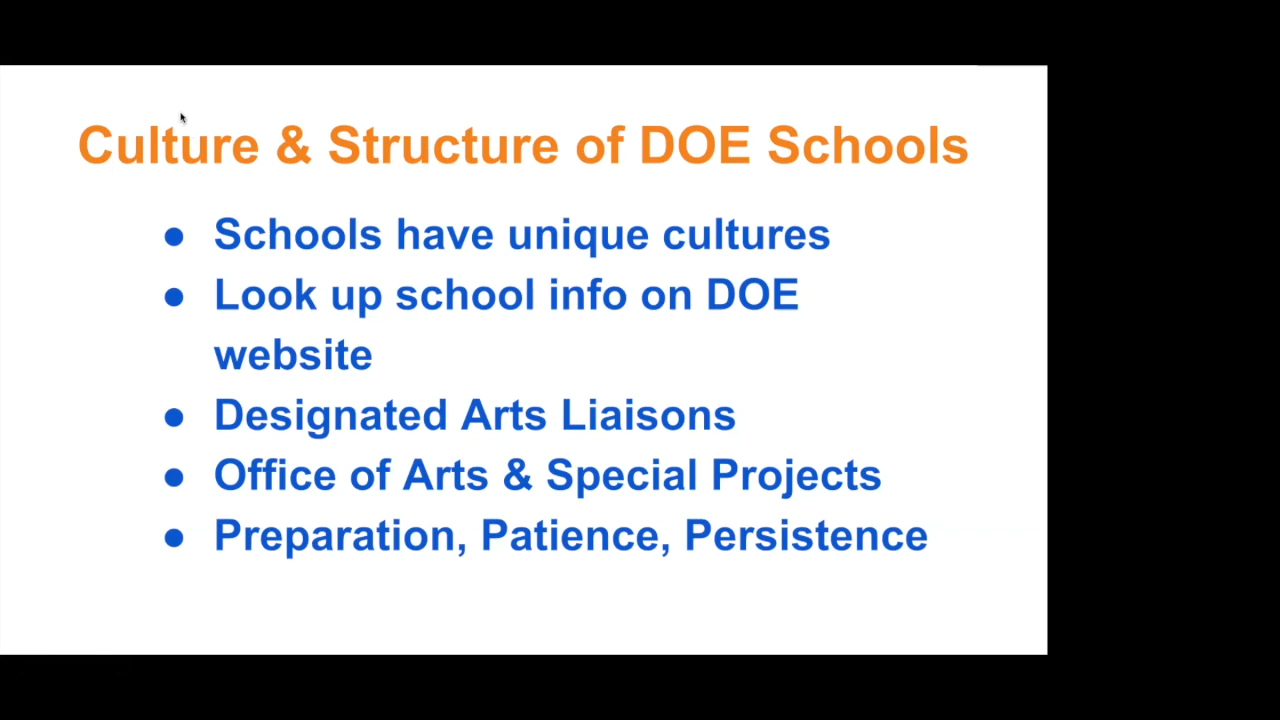 Culture & Structure of DOE Schools
● Schools have unique cultures
● Look up school info on DOE
website
● Designated Arts Liaisons
● Office of Arts & Special Projects
● Preparation, Patience, Persistence